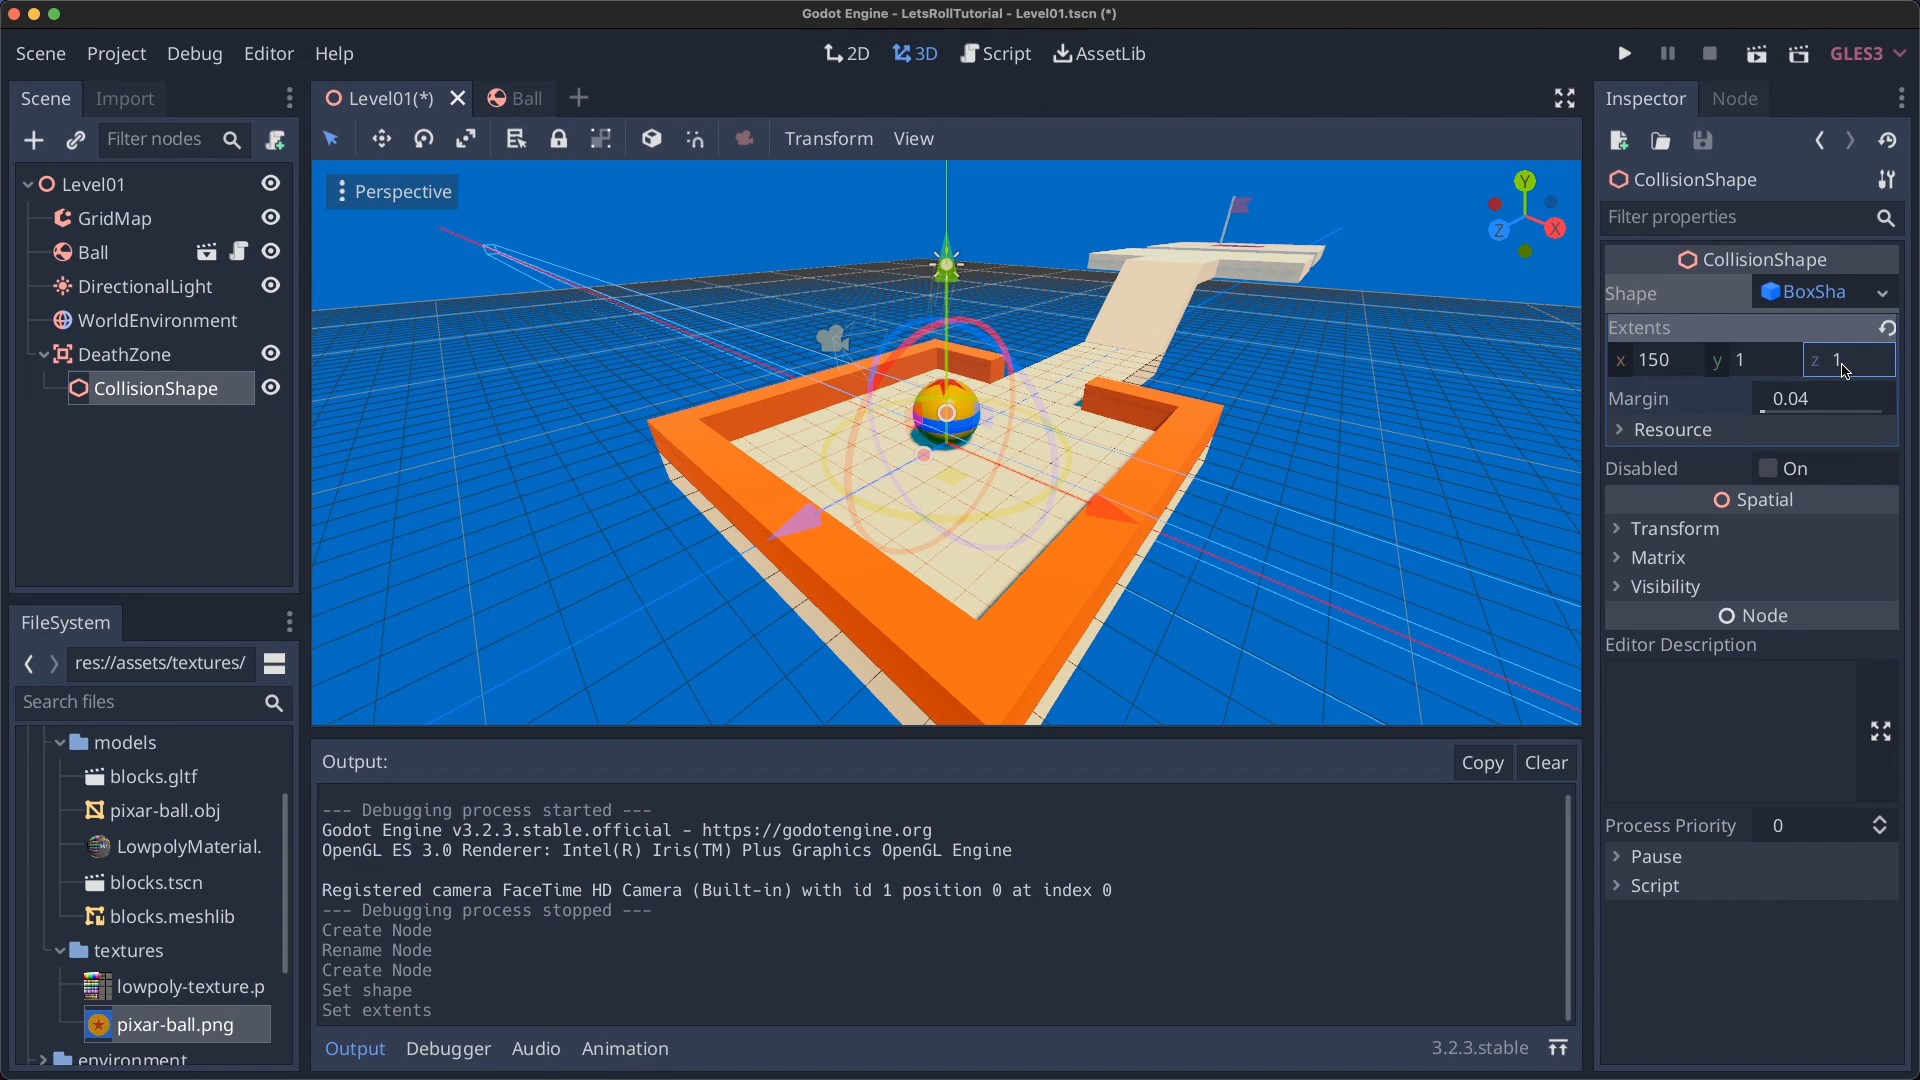 Godot Engine - LetsRollTutorial - Level01.tscn (*)
Scene Project Debug Editor Help
2D 3D Script AssetLib
GLES3
Scene Import
Level01(*) Ball
Inspector Node
Filter nodes
Transform View
Level01
GridMap
Ball
DirectionalLight
WorldEnvironment
DeathZone
CollisionShape
Perspective
Y
Z X
CollisionShape
Filter properties
CollisionShape
Shape BoxSha
Extents
x 150 y 1 z 1
Margin 0.04
Resource
Disabled On
Spatial
Transform
Matrix
Visibility
Node
Editor Description
Process Priority 0
Pause
Script
FileSystem
res://assets/textures/
Search files
models
blocks.gltf
pixar-ball.obj
LowpolyMaterial.
blocks.tscn
blocks.meshlib
textures
lowpoly-texture.p
pixar-ball.png
environment
Output:
Copy Clear
--- Debugging process started ---
Godot Engine v3.2.3.stable.official - https://godotengine.org
OpenGL ES 3.0 Renderer: Intel(R) Iris(TM) Plus Graphics OpenGL Engine
Registered camera FaceTime HD Camera (Built-in) with id 1 position 0 at index 0
--- Debugging process stopped ---
Create Node
Rename Node
Create Node
Set shape
Set extents
Output Debugger Audio Animation
3.2.3.stable